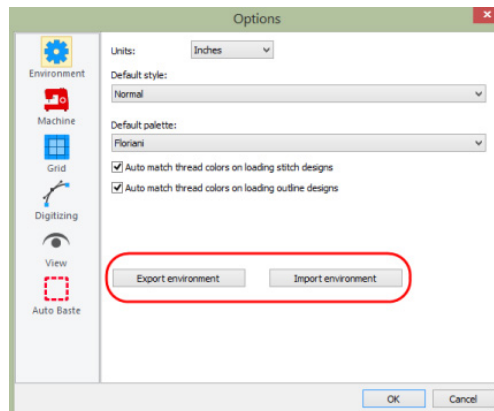 Options
Environment
Machine
Grid
Digitizing
View
Auto Baste
Units: Inches
Default style:
Normal
Default palette:
Floriani
Auto match thread colors on loading stitch designs
Auto match thread colors on loading outline designs
Export environment Import environment
OK Cancel